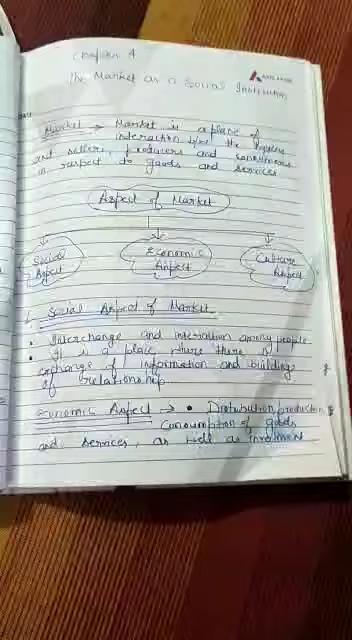 Chapter 4
The Market as a Social Institution
AXIS BANK
Market → Market is a place of
interaction b/w the buyers
and sellers, producers and consumers
in respect to goods and services
Aspect of Market
Social Aspect
Economic Aspect
Culture Aspect
1. Social Aspect of Market
• Interchange and interaction among people
• It is a place where there is
exchange of information and buildings
of relationship
Economic Aspect → • Distribution, production &
Consumption of goods
and services, as well as